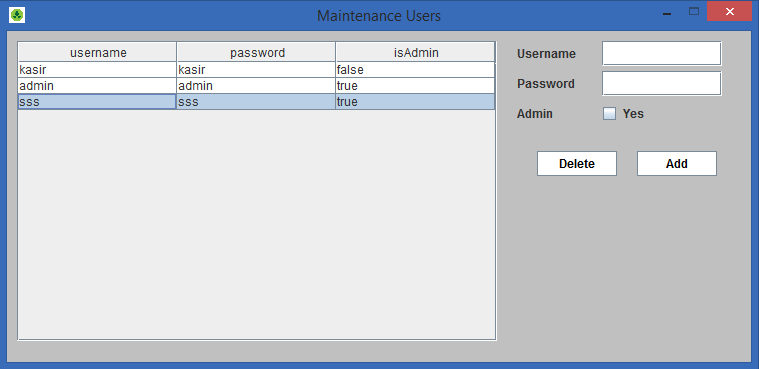 Maintenance Users
username password isAdmin
kasir kasir false
admin admin true
sss sss true
Username
Password
Admin Yes
Delete Add